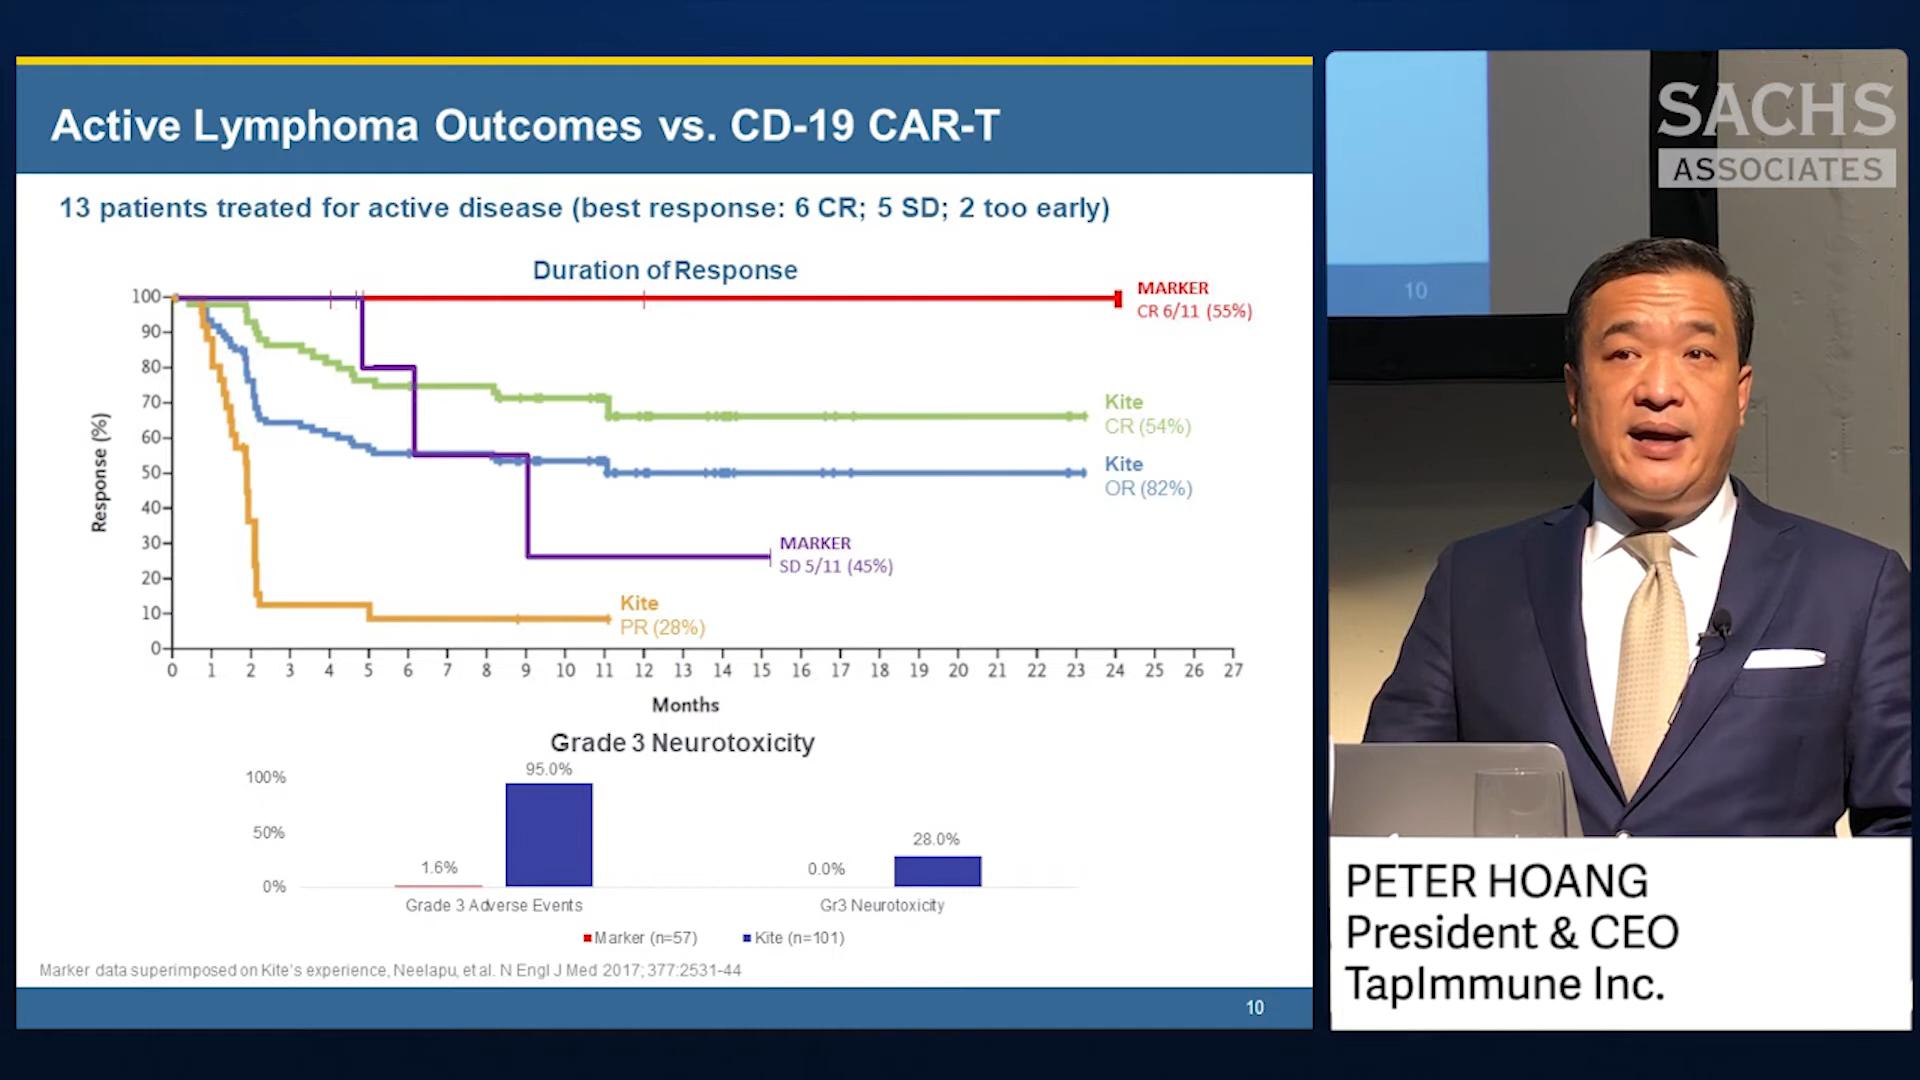 Active Lymphoma Outcomes vs. CD-19 CAR-T
13 patients treated for active disease (best response: 6 CR; 5 SD; 2 too early)
Duration of Response
Response (%)
100
90
80
70
60
50
40
30
20
10
0
MARKER
CR 6/11 (55%)
Kite
CR (54%)
Kite
OR (82%)
MARKER
SD 5/11 (45%)
Kite
PR (28%)
0 1 2 3 4 5 6 7 8 9 10 11 12 13 14 15 16 17 18 19 20 21 22 23 24 25 26 27
Months
Grade 3 Neurotoxicity
100%
50%
0%
1.6%
95.0%
0.0%
28.0%
Grade 3 Adverse Events
Gr3 Neurotoxicity
Marker (n=57)
Kite (n=101)
Marker data superimposed on Kite's experience, Neelapu, et al. N Engl J Med 2017; 377:2531-44
10
SACHS
ASSOCIATES
10
PETER HOANG
President & CEO
TapImmune Inc.